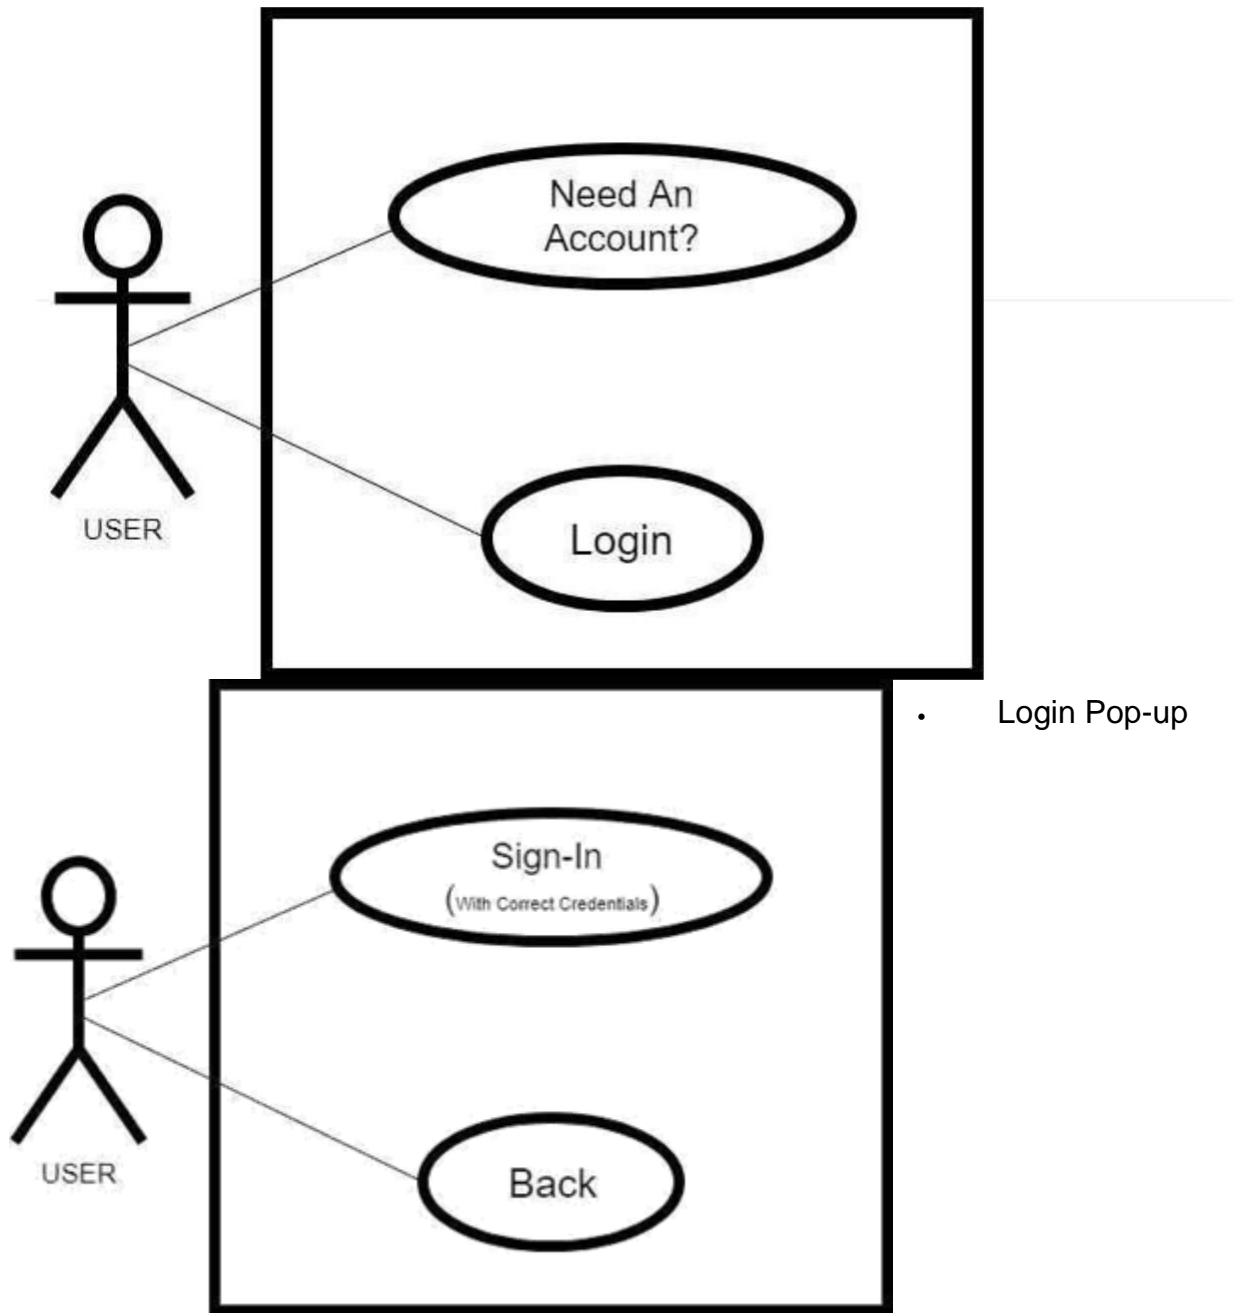 Need An
Account?
USER
Login
• Login Pop-up
Sign-In
(With Correct Credentials)
USER
Back